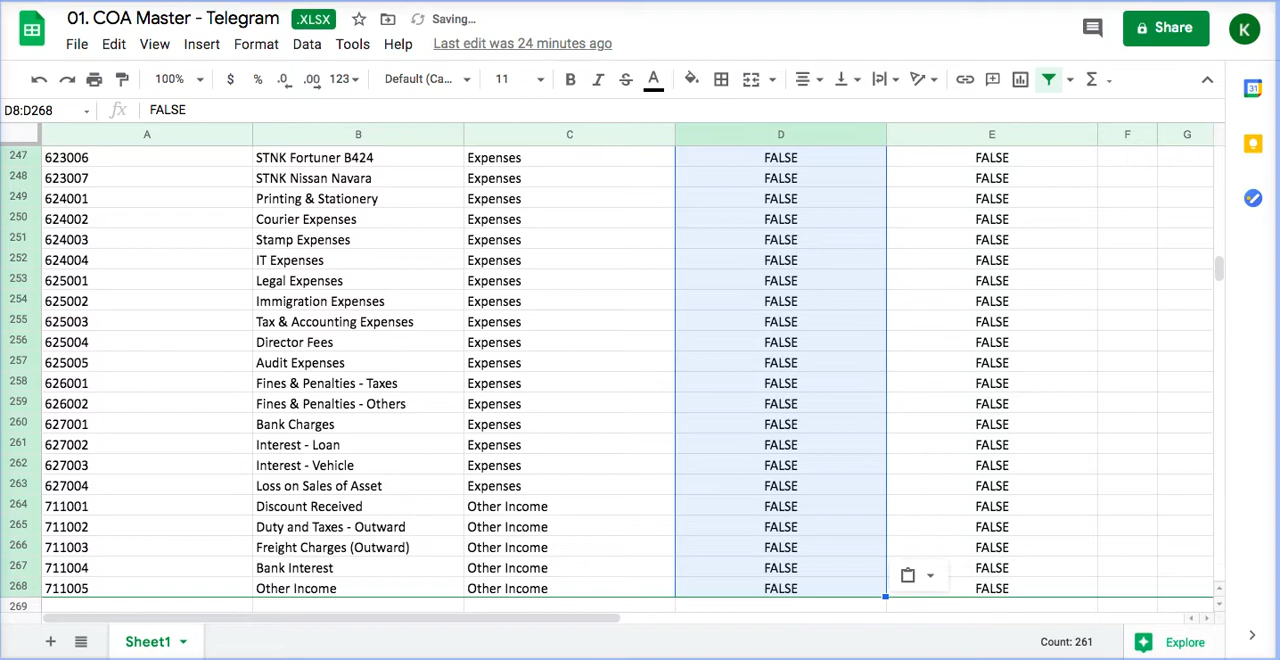 01. COA Master - Telegram .XLSX Saving...
File Edit View Insert Format Data Tools Help Last edit was 24 minutes ago
Share
K
100% $ % .0 .00 123 Default (Ca... 11 B I S A
D8:D268 fx FALSE
A B C D E F G
247 623006 STNK Fortuner B424 Expenses FALSE FALSE
248 623007 STNK Nissan Navara Expenses FALSE FALSE
249 624001 Printing & Stationery Expenses FALSE FALSE
250 624002 Courier Expenses Expenses FALSE FALSE
251 624003 Stamp Expenses Expenses FALSE FALSE
252 624004 IT Expenses Expenses FALSE FALSE
253 625001 Legal Expenses Expenses FALSE FALSE
254 625002 Immigration Expenses Expenses FALSE FALSE
255 625003 Tax & Accounting Expenses Expenses FALSE FALSE
256 625004 Director Fees Expenses FALSE FALSE
257 625005 Audit Expenses Expenses FALSE FALSE
258 626001 Fines & Penalties - Taxes Expenses FALSE FALSE
259 626002 Fines & Penalties - Others Expenses FALSE FALSE
260 627001 Bank Charges Expenses FALSE FALSE
261 627002 Interest - Loan Expenses FALSE FALSE
262 627003 Interest - Vehicle Expenses FALSE FALSE
263 627004 Loss on Sales of Asset Expenses FALSE FALSE
264 711001 Discount Received Other Income FALSE FALSE
265 711002 Duty and Taxes - Outward Other Income FALSE FALSE
266 711003 Freight Charges (Outward) Other Income FALSE FALSE
267 711004 Bank Interest Other Income FALSE FALSE
268 711005 Other Income Other Income FALSE FALSE
269
+ Sheet1 Count: 261 Explore
31